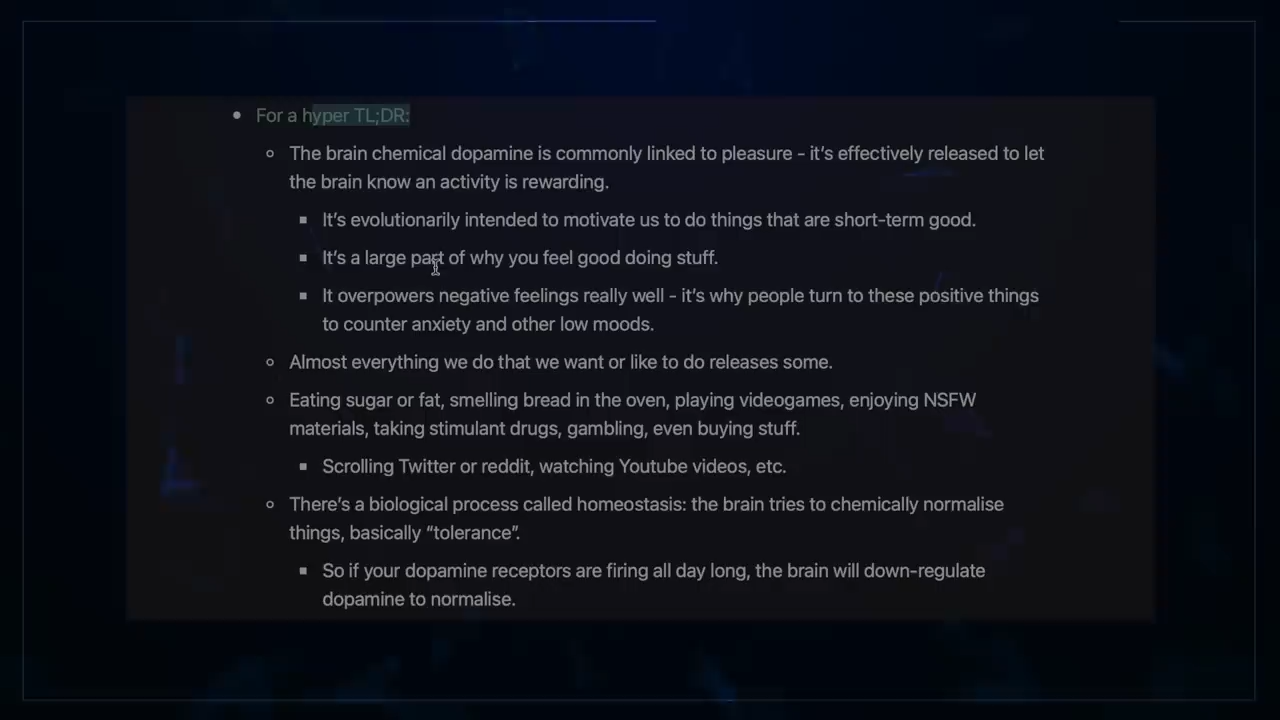 For a hyper TL;DR:
The brain chemical dopamine is commonly linked to pleasure - it’s effectively released to let
the brain know an activity is rewarding.
It’s evolutionarily intended to motivate us to do things that are short-term good.
It’s a large part of why you feel good doing stuff.
It overpowers negative feelings really well - it’s why people turn to these positive things
to counter anxiety and other low moods.
Almost everything we do that we want or like to do releases some.
Eating sugar or fat, smelling bread in the oven, playing videogames, enjoying NSFW
materials, taking stimulant drugs, gambling, even buying stuff.
Scrolling Twitter or reddit, watching Youtube videos, etc.
There’s a biological process called homeostasis: the brain tries to chemically normalise
things, basically “tolerance”.
So if your dopamine receptors are firing all day long, the brain will down-regulate
dopamine to normalise.